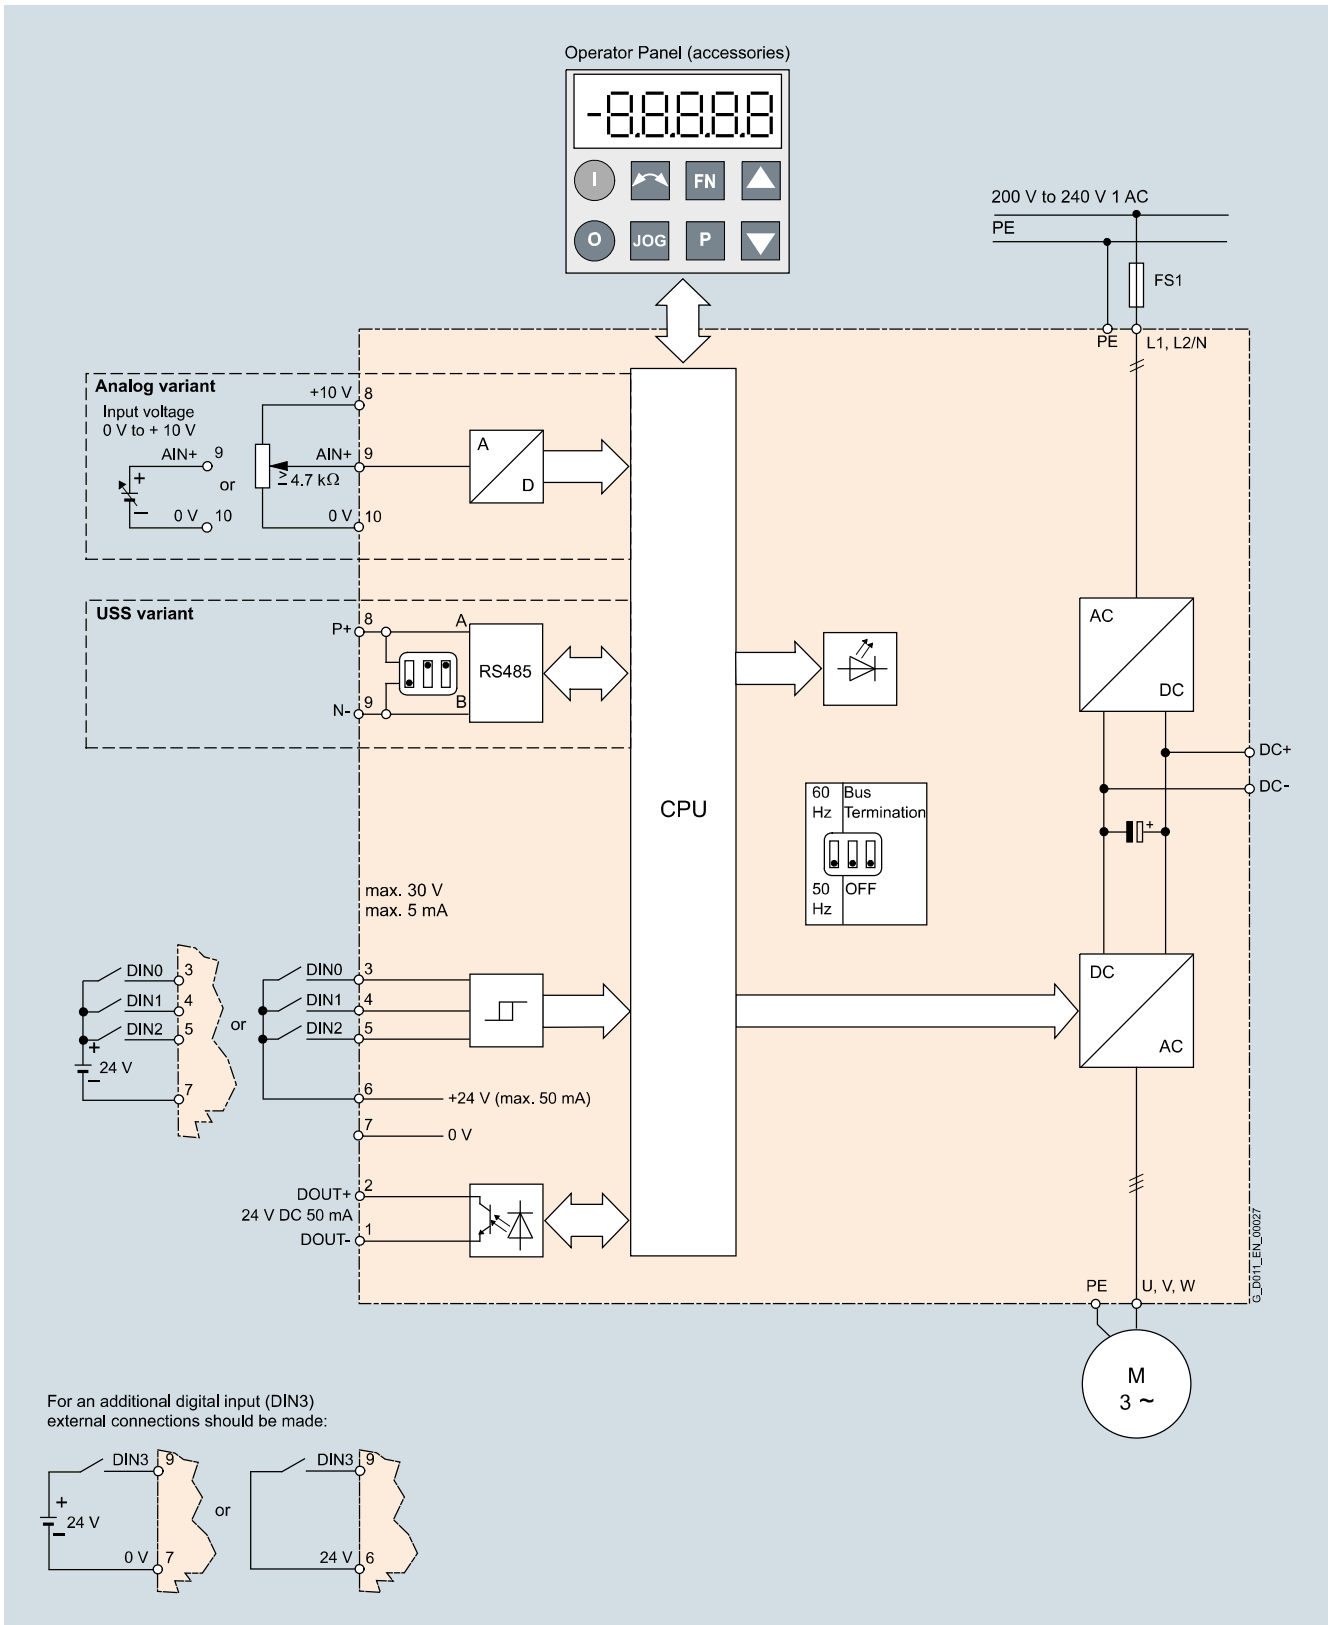 Operator Panel (accessories)
-8.8.8.8.8
I
FN
O
JOG
P
200 V to 240 V 1 AC
PE
FS1
PE
L1, L2/N
Analog variant
Input voltage
0 V to + 10 V
AIN+ 9
+
or
−
0 V 10
+10 V 8
AIN+ 9
≥ 4.7 kΩ
0 V 10
A
D
USS variant
P+ 8
A
RS485
N- 9
B
CPU
AC
DC
DC+
DC-
+
60 Hz
Bus Termination
50 Hz
OFF
max. 30 V
max. 5 mA
DIN0 3
DIN1 4
DIN2 5
+
24 V
−
7
or
DIN0 3
DIN1 4
DIN2 5
6
+24 V (max. 50 mA)
7
0 V
DC
AC
DOUT+ 2
24 V DC 50 mA
DOUT- 1
PE
U, V, W
G_D011_EN_00027
M
3 ~
For an additional digital input (DIN3)
external connections should be made:
DIN3 9
+
24 V
−
0 V 7
or
DIN3 9
24 V 6